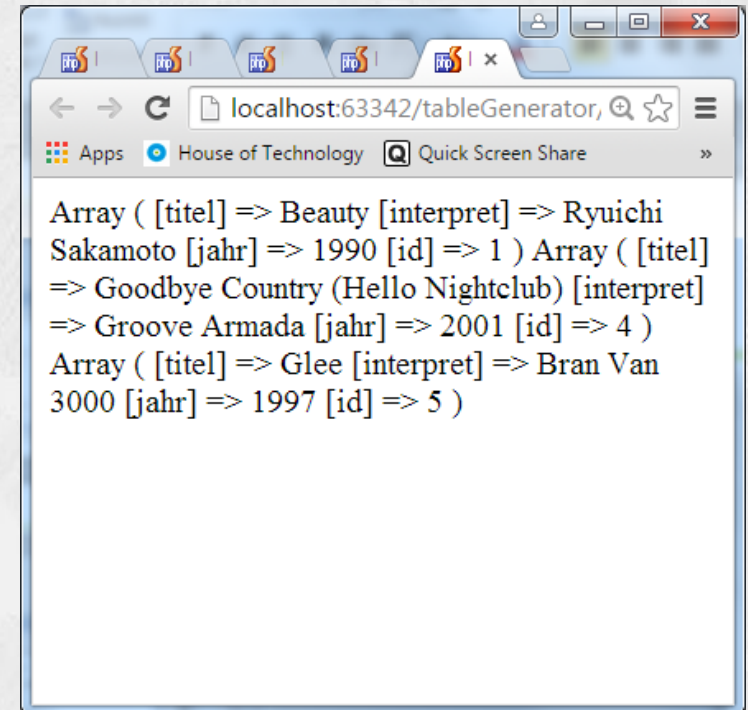 localhost:63342/tableGenerator,
Apps House of Technology Quick Screen Share »
Array ( [titel] => Beauty [interpret] => Ryuichi
Sakamoto [jahr] => 1990 [id] => 1 ) Array ( [titel]
=> Goodbye Country (Hello Nightclub) [interpret]
=> Groove Armada [jahr] => 2001 [id] => 4 )
Array ( [titel] => Glee [interpret] => Bran Van
3000 [jahr] => 1997 [id] => 5 )